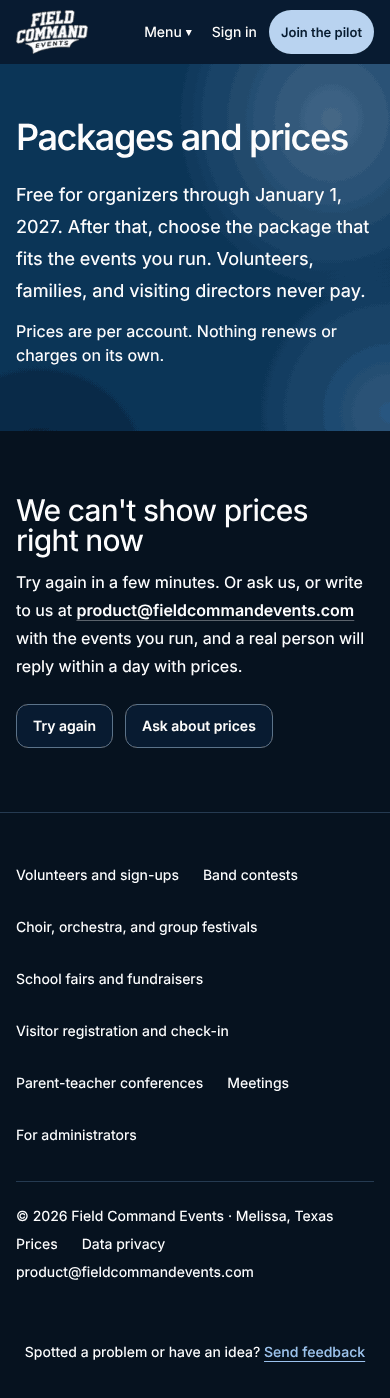 FIELD
COMMAND
EVENTS
Menu ▾ Sign in Join the pilot
Packages and prices
Free for organizers through January 1,
2027. After that, choose the package that
fits the events you run. Volunteers,
families, and visiting directors never pay.
Prices are per account. Nothing renews or
charges on its own.
We can't show prices
right now
Try again in a few minutes. Or ask us, or write
to us at product@fieldcommandevents.com
with the events you run, and a real person will
reply within a day with prices.
Try again Ask about prices
Volunteers and sign-ups Band contests
Choir, orchestra, and group festivals
School fairs and fundraisers
Visitor registration and check-in
Parent-teacher conferences Meetings
For administrators
© 2026 Field Command Events · Melissa, Texas
Prices Data privacy
product@fieldcommandevents.com
Spotted a problem or have an idea? Send feedback